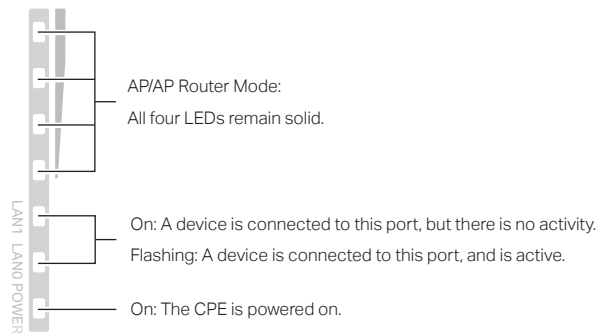 AP/AP Router Mode:
All four LEDs remain solid.
LAN1 LAN0 POWER
On: A device is connected to this port, but there is no activity.
Flashing: A device is connected to this port, and is active.
On: The CPE is powered on.